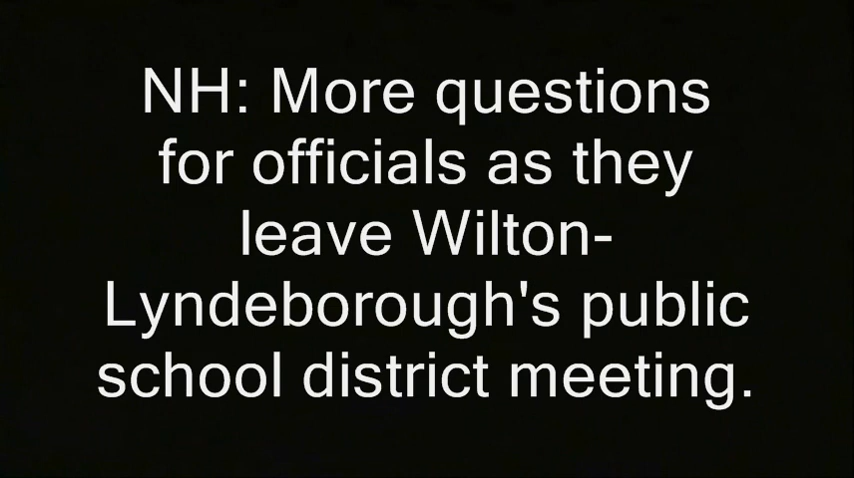 NH: More questions
for officials as they
leave Wilton-
Lyndeborough's public
school district meeting.